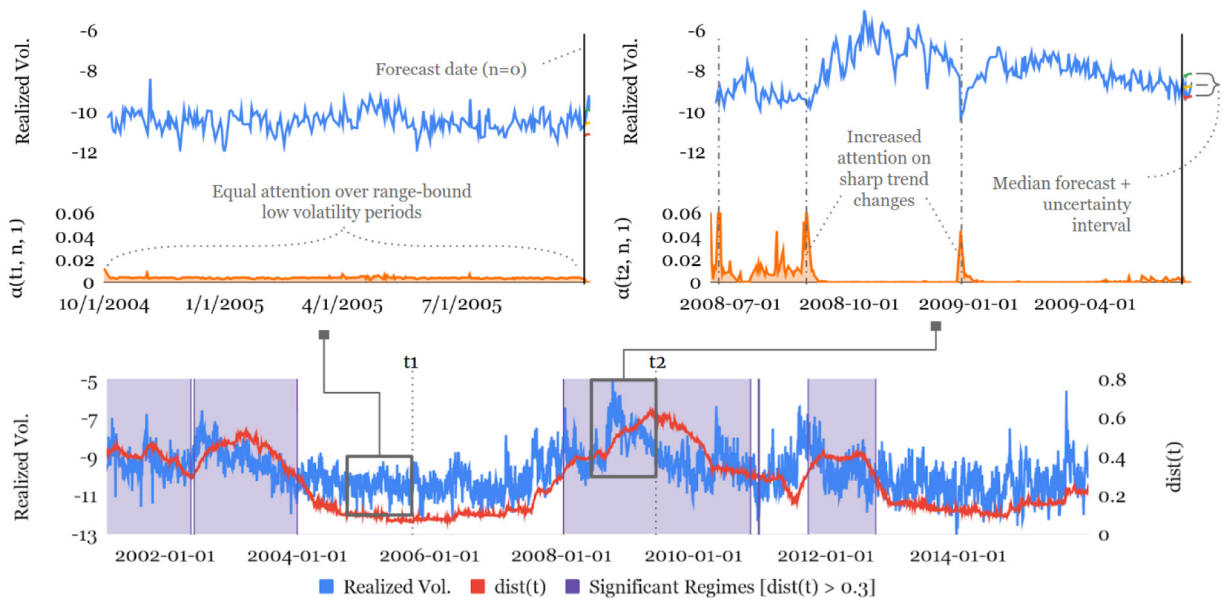 Realized Vol.
-6
-8
-10
-12
Forecast date (n=0)
Equal attention over range-bound
low volatility periods
α(t1, n, 1)
0.06
0.04
0.02
0
10/1/2004 1/1/2005 4/1/2005 7/1/2005
Realized Vol.
-6
-8
-10
-12
Increased
attention on
sharp trend
changes
Median forecast +
uncertainty
interval
α(t2, n, 1)
0.06
0.04
0.02
0
2008-07-01 2008-10-01 2009-01-01 2009-04-01
t1 t2
Realized Vol.
-5
-7
-9
-11
-13
0.8
0.6
0.4
0.2
0
dist(t)
2002-01-01 2004-01-01 2006-01-01 2008-01-01 2010-01-01 2012-01-01 2014-01-01
Realized Vol. dist(t) Significant Regimes [dist(t) > 0.3]